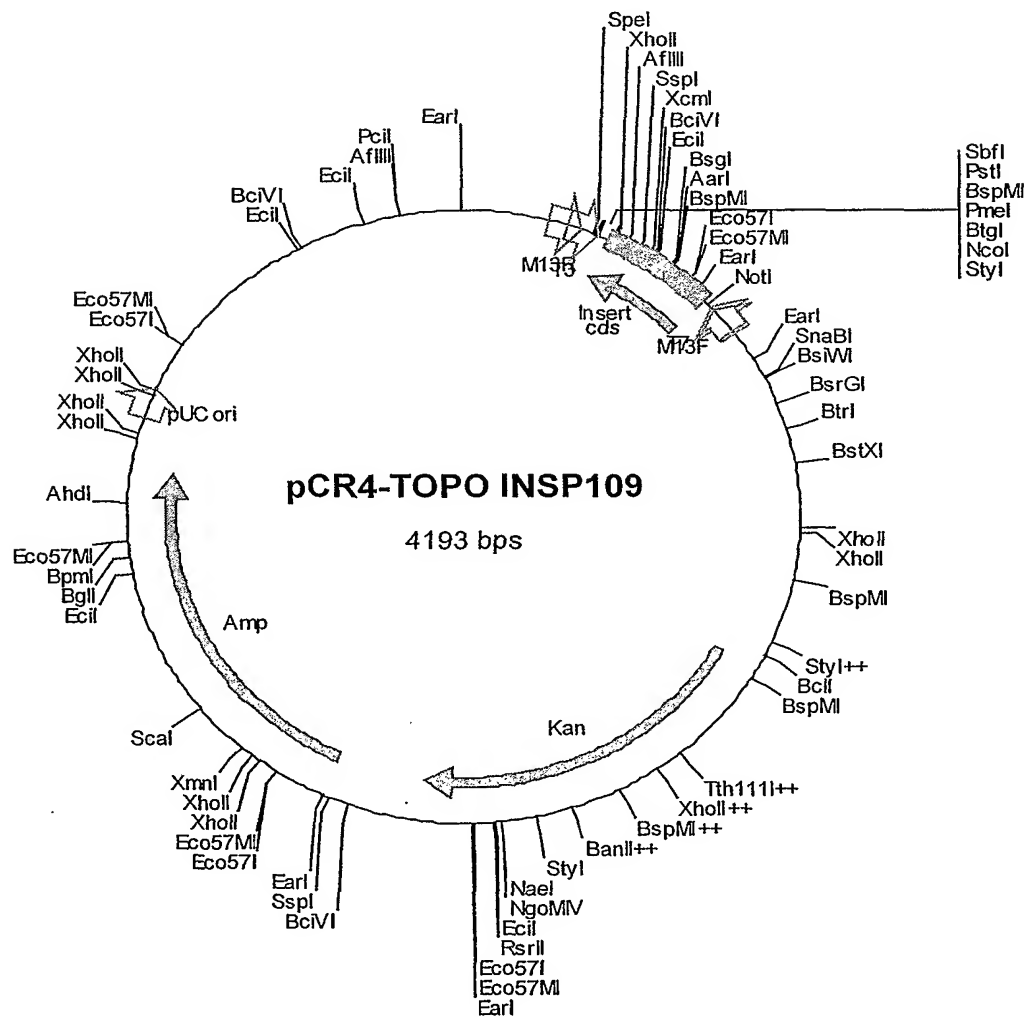 SpeI
XhoII
AflIII
SspI
XcmI
BciVI
EciI
BsgI
AarI
BspMI
Eco57I
Eco57MI
EarI
NotI
SbfI
PstI
BspMI
PmeI
BtgI
NcoI
StyI
EarI
PciI
AflIII
EciI
BciVI
EciI
Eco57MI
Eco57I
XhoII
XhoII
XhoII
XhoII
pUC ori
AhdI
Eco57MI
BpmI
BglI
EciI
M13R
T3
Insert
cds
M13F
EarI
SnaBI
BsiWI
BsrGI
BtrI
BstXI
XhoII
XhoII
BspMI
StyI++
BclI
BspMI
pCR4-TOPO INSP109
4193 bps
Amp
Kan
ScaI
XmnI
XhoII
XhoII
Eco57MI
Eco57I
EarI
SspI
BciVI
Tth111I++
XhoII++
BspMI++
BanII++
StyI
NaeI
NgoMIV
EciI
RsrII
Eco57I
Eco57MI
EarI